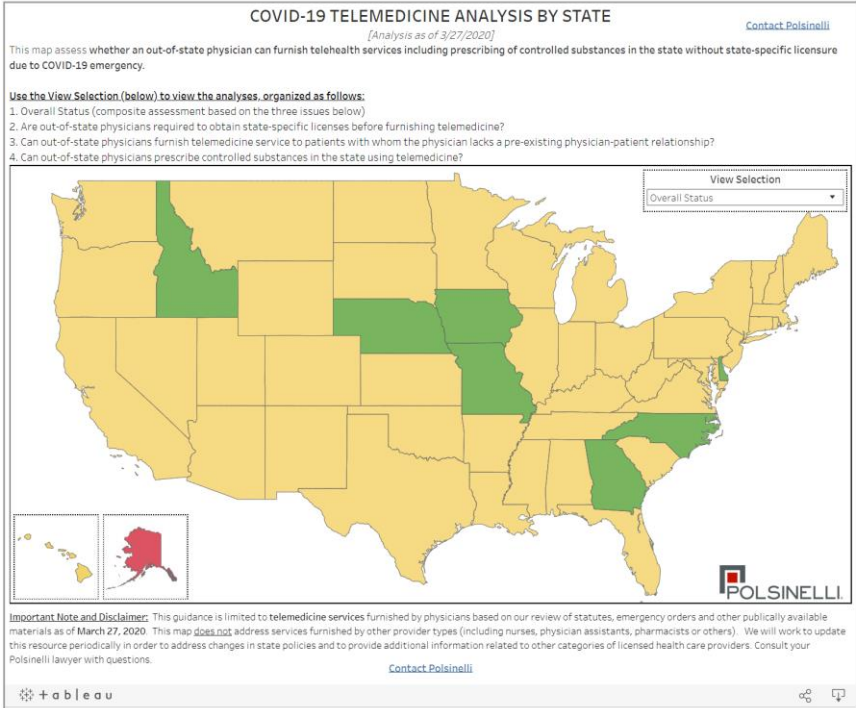 COVID-19 TELEMEDICINE ANALYSIS BY STATE
Contact Polsinelli
[Analysis as of 3/27/2020]
This map assess whether an out-of-state physician can furnish telehealth services including prescribing of controlled substances in the state without state-specific licensure
due to COVID-19 emergency.
Use the View Selection (below) to view the analyses, organized as follows:
1. Overall Status (composite assessment based on the three issues below)
2. Are out-of-state physicians required to obtain state-specific licenses before furnishing telemedicine?
3. Can out-of-state physicians furnish telemedicine service to patients with whom the physician lacks a pre-existing physician-patient relationship?
4. Can out-of-state physicians prescribe controlled substances in the state using telemedicine?
View Selection
Overall Status
POLSINELLI
Important Note and Disclaimer: This guidance is limited to telemedicine services furnished by physicians based on our review of statutes, emergency orders and other publically available
materials as of March 27, 2020. This map does not address services furnished by other provider types (including nurses, physician assistants, pharmacists or others). We will work to update
this resource periodically in order to address changes in state policies and to provide additional information related to other categories of licensed health care providers. Consult your
Polsinelli lawyer with questions.
Contact Polsinelli
+ableau